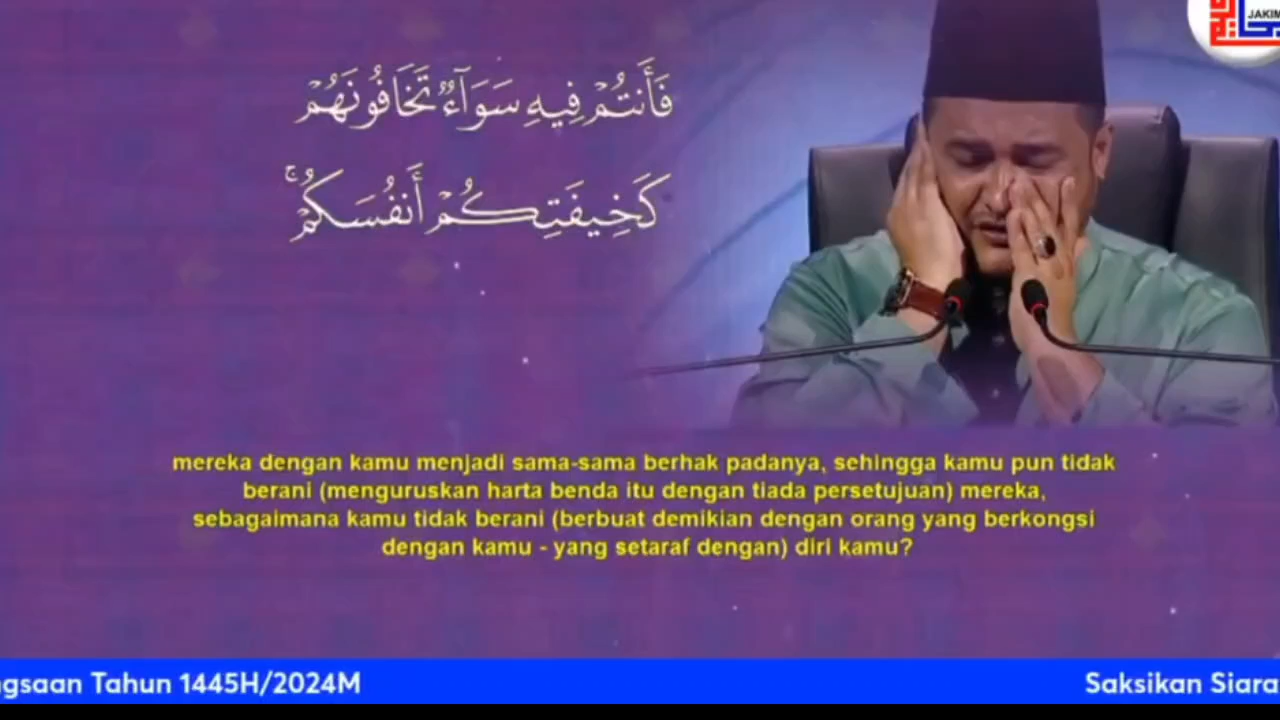 JAKIM
فَأَنتُمْ فِيهِ سَوَآءٌ تَخَافُونَهُمْ
كَخِيفَتِكُمْ أَنفُسَكُمْ ۚ
mereka dengan kamu menjadi sama-sama berhak padanya, sehingga kamu pun tidak
berani (menguruskan harta benda itu dengan tiada persetujuan) mereka,
sebagaimana kamu tidak berani (berbuat demikian dengan orang yang berkongsi
dengan kamu - yang setaraf dengan) diri kamu?
ngsaan Tahun 1445H/2024M
Saksikan Siara